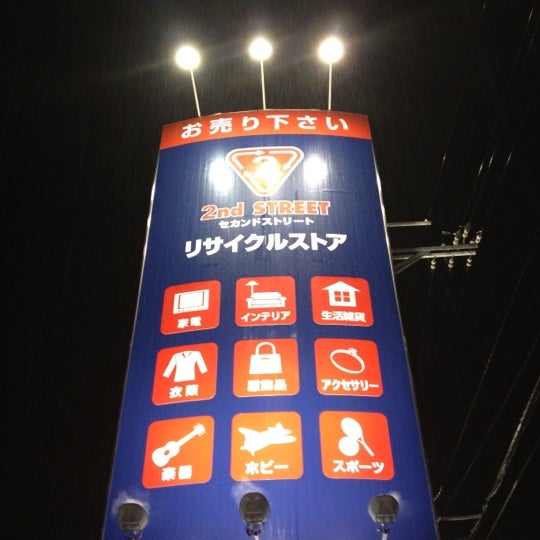 お売り下さい
2
2nd STREET
セカンドストリート
リサイクルストア
家電 インテリア 生活雑貨
衣類 服飾品 アクセサリー
楽器 ホビー スポーツ